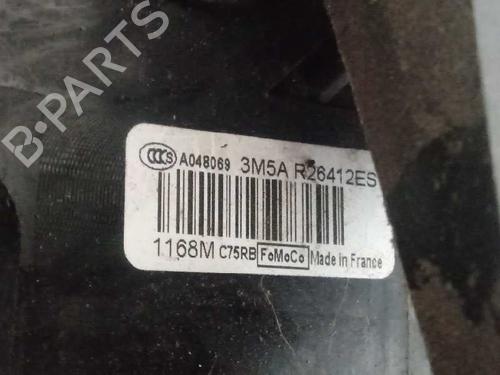 B-PARTS
CCC S A048069 3M5A R26412ES
1168M C75RB FoMoCo Made in France